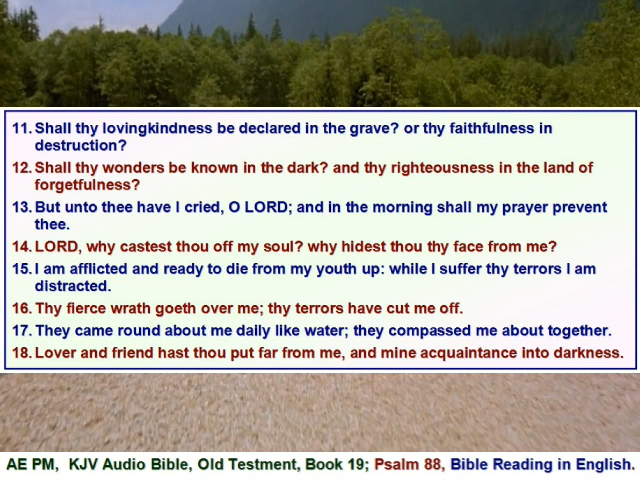 11. Shall thy lovingkindness be declared in the grave? or thy faithfulness in
destruction?
12. Shall thy wonders be known in the dark? and thy righteousness in the land of
forgetfulness?
13. But unto thee have I cried, O LORD; and in the morning shall my prayer prevent
thee.
14. LORD, why castest thou off my soul? why hidest thou thy face from me?
15. I am afflicted and ready to die from my youth up: while I suffer thy terrors I am
distracted.
16. Thy fierce wrath goeth over me; thy terrors have cut me off.
17. They came round about me daily like water; they compassed me about together.
18. Lover and friend hast thou put far from me, and mine acquaintance into darkness.
AE PM, KJV Audio Bible, Old Testment, Book 19; Psalm 88, Bible Reading in English.